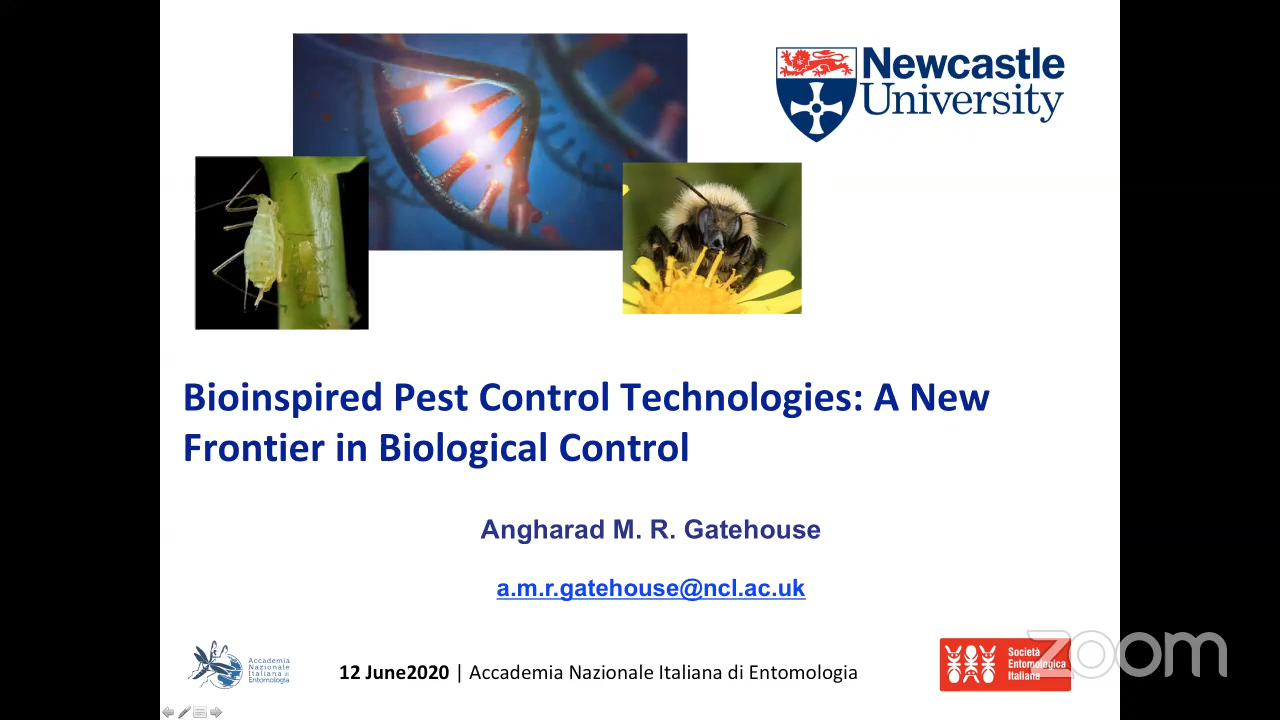 Newcastle
University
Bioinspired Pest Control Technologies: A New
Frontier in Biological Control
Angharad M. R. Gatehouse
a.m.r.gatehouse@ncl.ac.uk
Accademia
Nazionale
Italiana di
Entomologia
12 June2020 | Accademia Nazionale Italiana di Entomologia
Società
Entomologica
Italiana
zoom